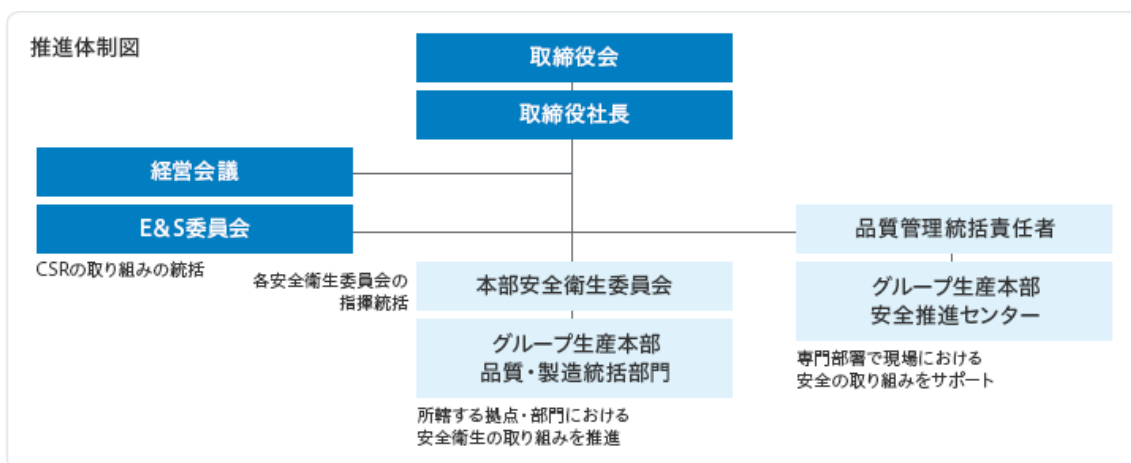 推進体制図
取締役会
取締役社長
経営会議
E&S委員会
CSRの取り組みの統括
品質管理統括責任者
各安全衛生委員会の
指揮統括
本部安全衛生委員会
グループ生産本部
安全推進センター
専門部署で現場における
安全の取り組みをサポート
グループ生産本部
品質・製造統括部門
所轄する拠点・部門における
安全衛生の取り組みを推進